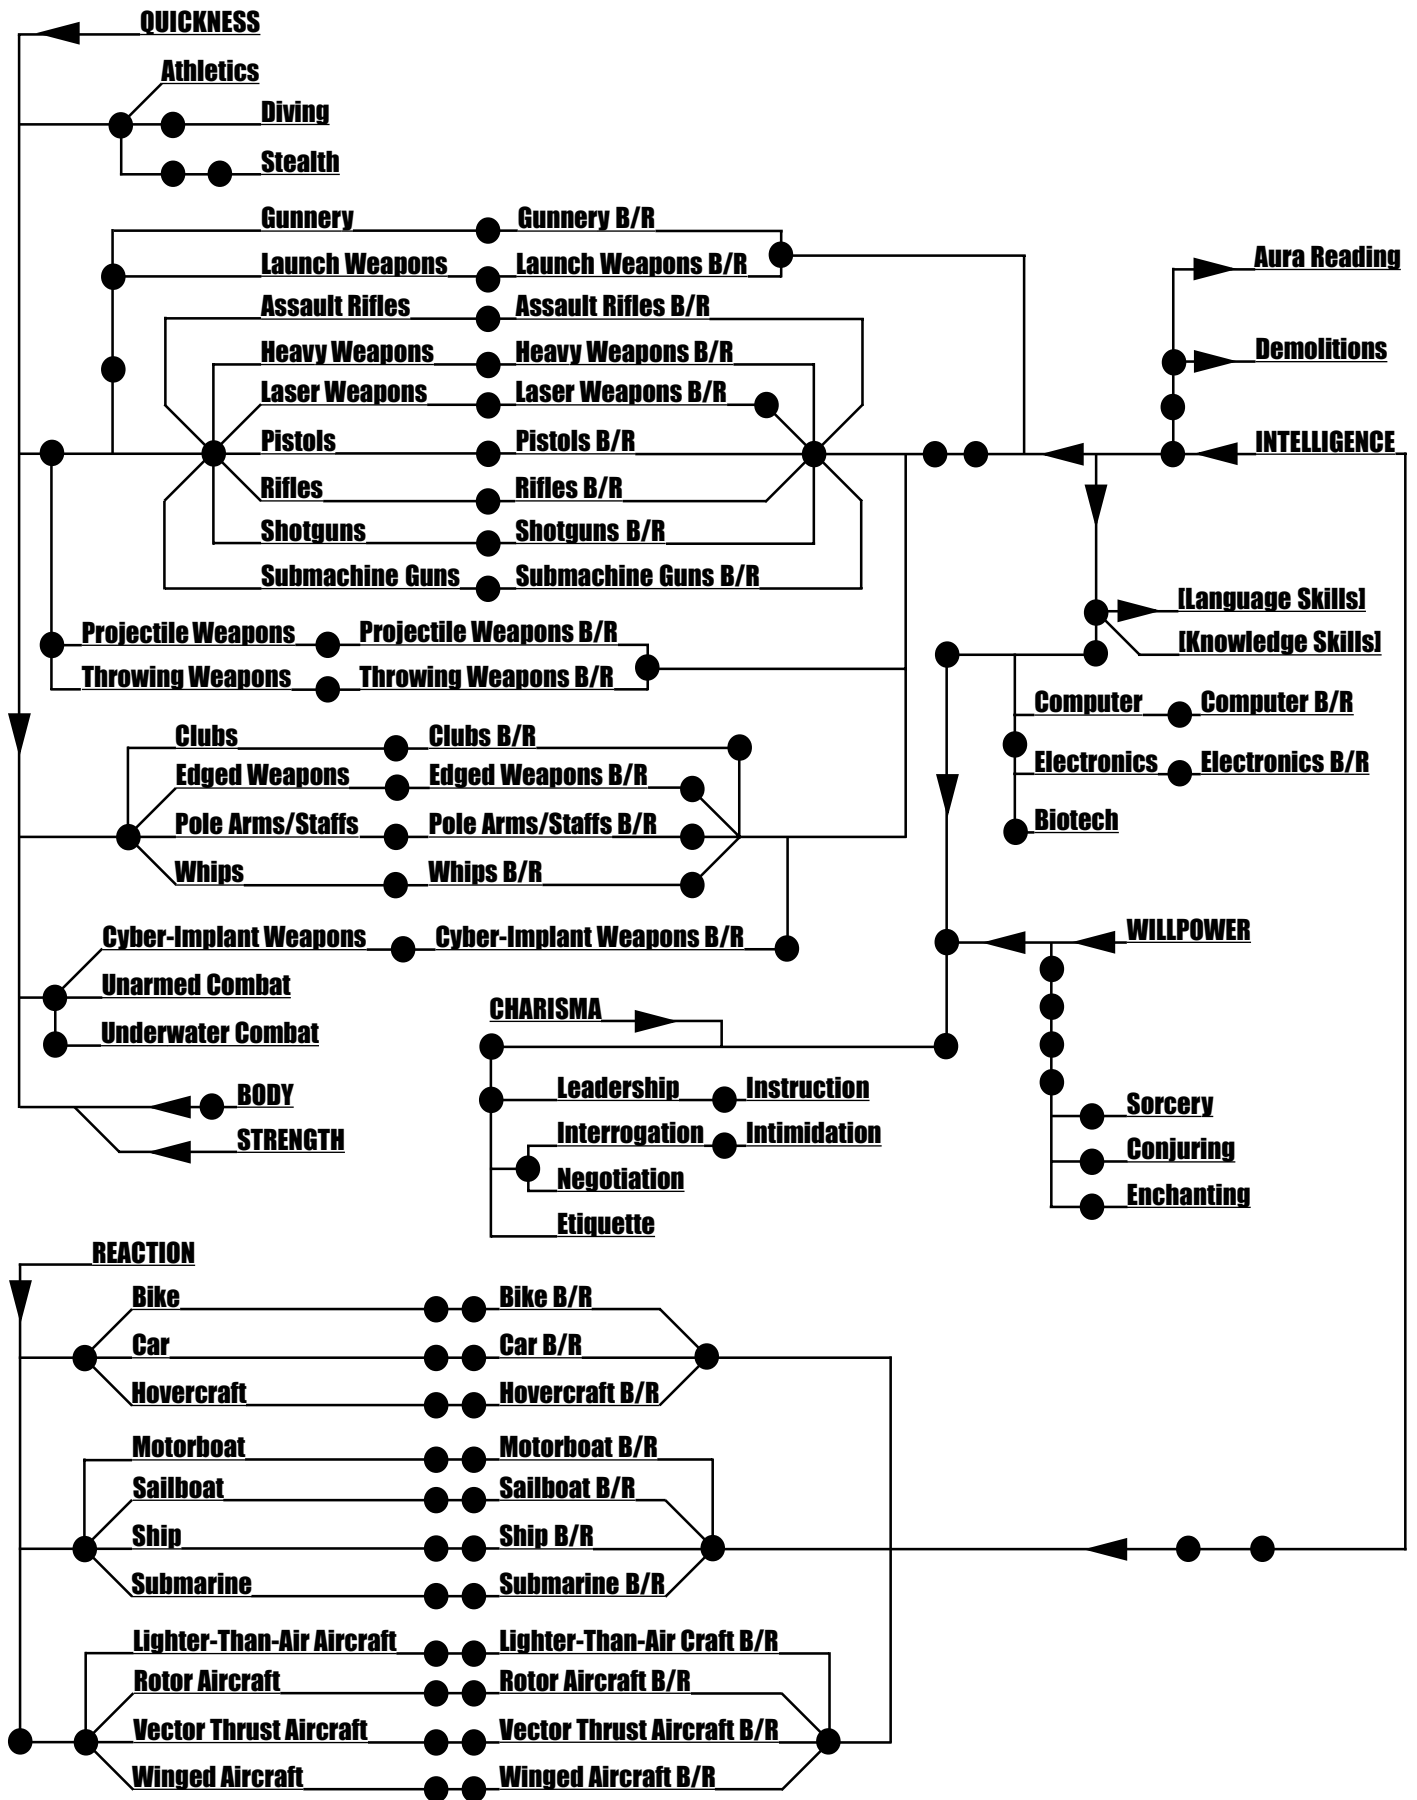 QUICKNESS
Athletics
Diving
Stealth
Gunnery Gunnery B/R
Launch Weapons Launch Weapons B/R
Aura Reading
Assault Rifles Assault Rifles B/R
Heavy Weapons Heavy Weapons B/R
Demolitions
Laser Weapons Laser Weapons B/R
Pistols Pistols B/R
INTELLIGENCE
Rifles Rifles B/R
Shotguns Shotguns B/R
Submachine Guns Submachine Guns B/R
[Language Skills]
Projectile Weapons Projectile Weapons B/R
[Knowledge Skills]
Throwing Weapons Throwing Weapons B/R
Computer Computer B/R
Clubs Clubs B/R
Electronics Electronics B/R
Edged Weapons Edged Weapons B/R
Pole Arms/Staffs Pole Arms/Staffs B/R
Biotech
Whips Whips B/R
Cyber-Implant Weapons Cyber-Implant Weapons B/R
WILLPOWER
Unarmed Combat
CHARISMA
Underwater Combat
BODY
Leadership Instruction
Sorcery
STRENGTH
Interrogation Intimidation
Conjuring
Negotiation
Enchanting
Etiquette
REACTION
Bike Bike B/R
Car Car B/R
Hovercraft Hovercraft B/R
Motorboat Motorboat B/R
Sailboat Sailboat B/R
Ship Ship B/R
Submarine Submarine B/R
Lighter-Than-Air Aircraft Lighter-Than-Air Craft B/R
Rotor Aircraft Rotor Aircraft B/R
Vector Thrust Aircraft Vector Thrust Aircraft B/R
Winged Aircraft Winged Aircraft B/R